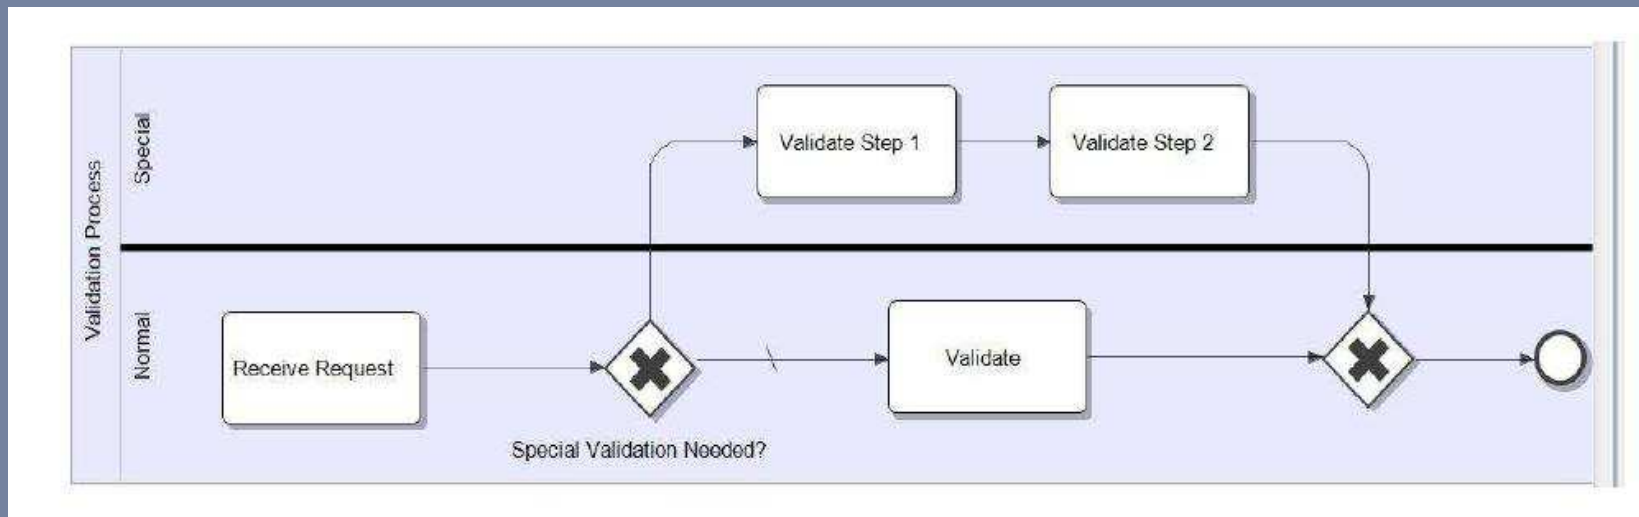 Validation Process
Special
Validate Step 1
Validate Step 2
Normal
Receive Request
Validate
Special Validation Needed?